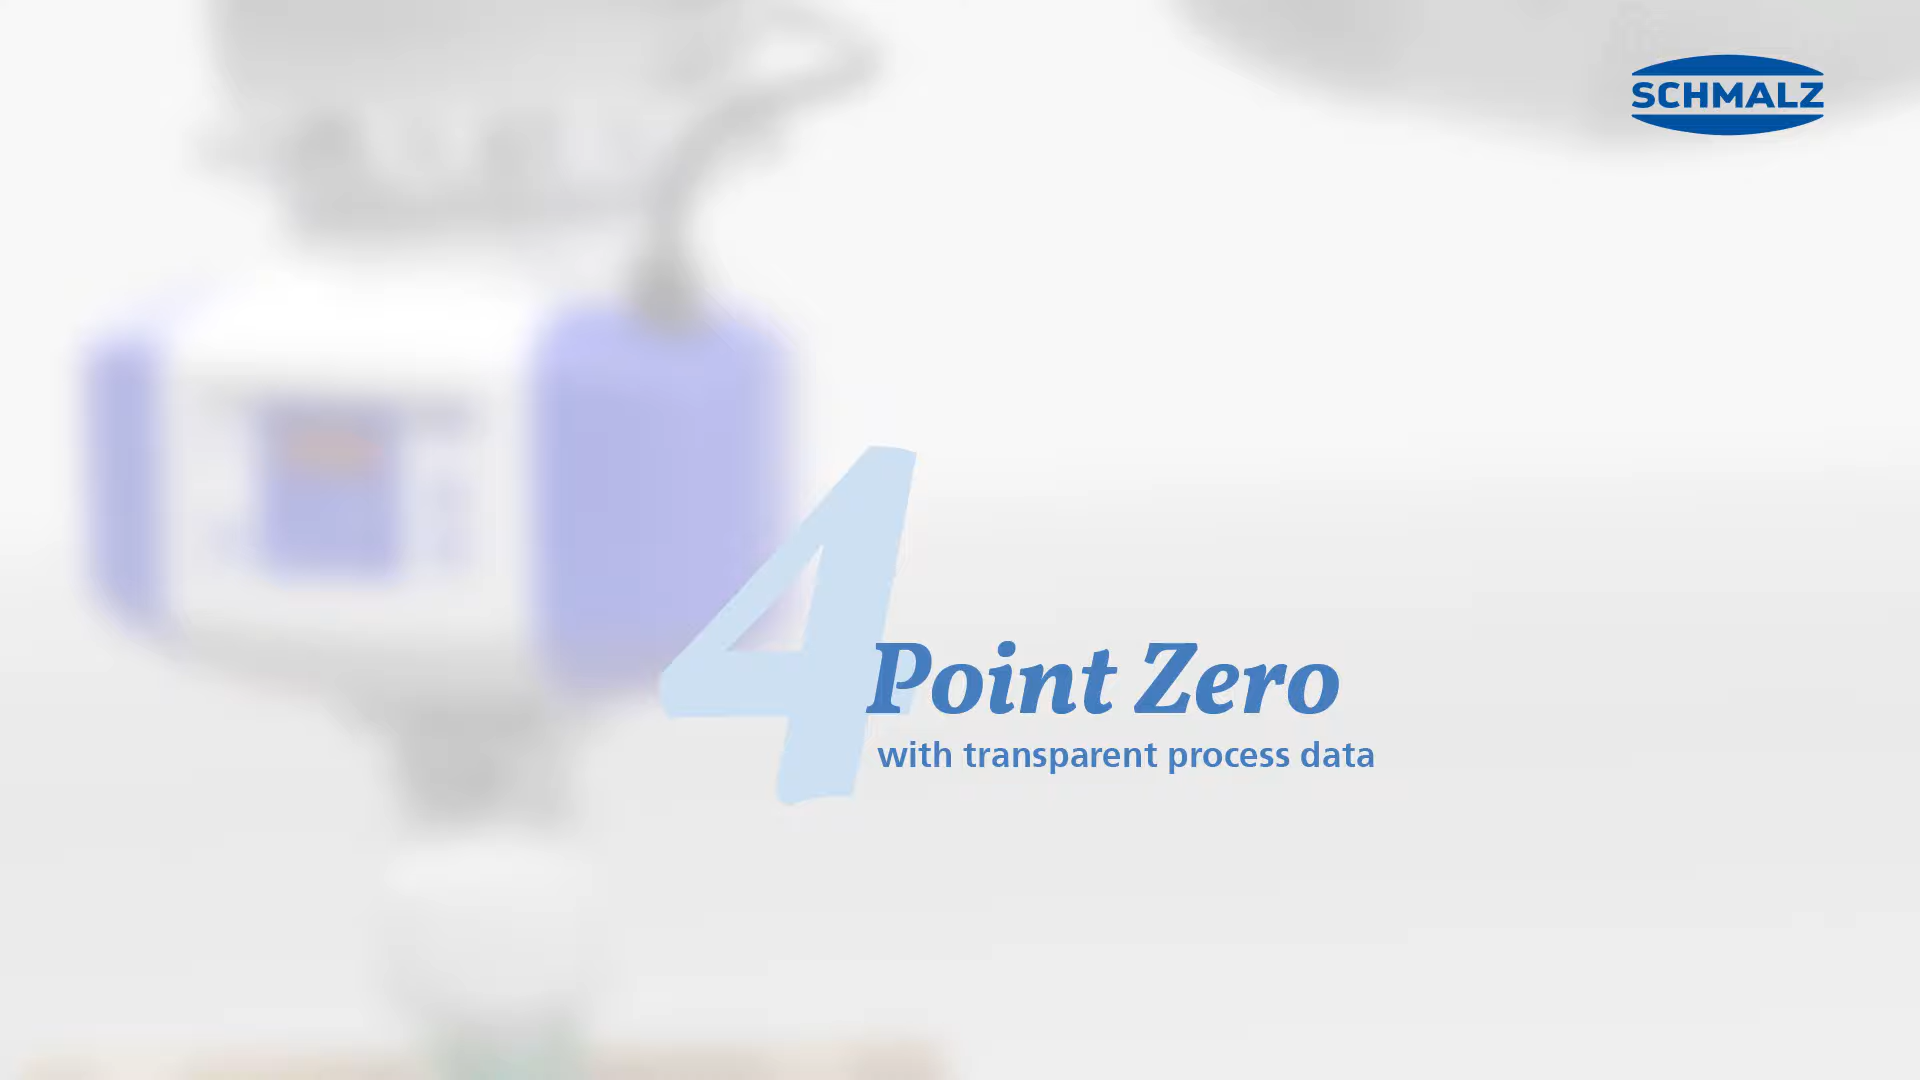 SCHMALZ
4
Point Zero
with transparent process data